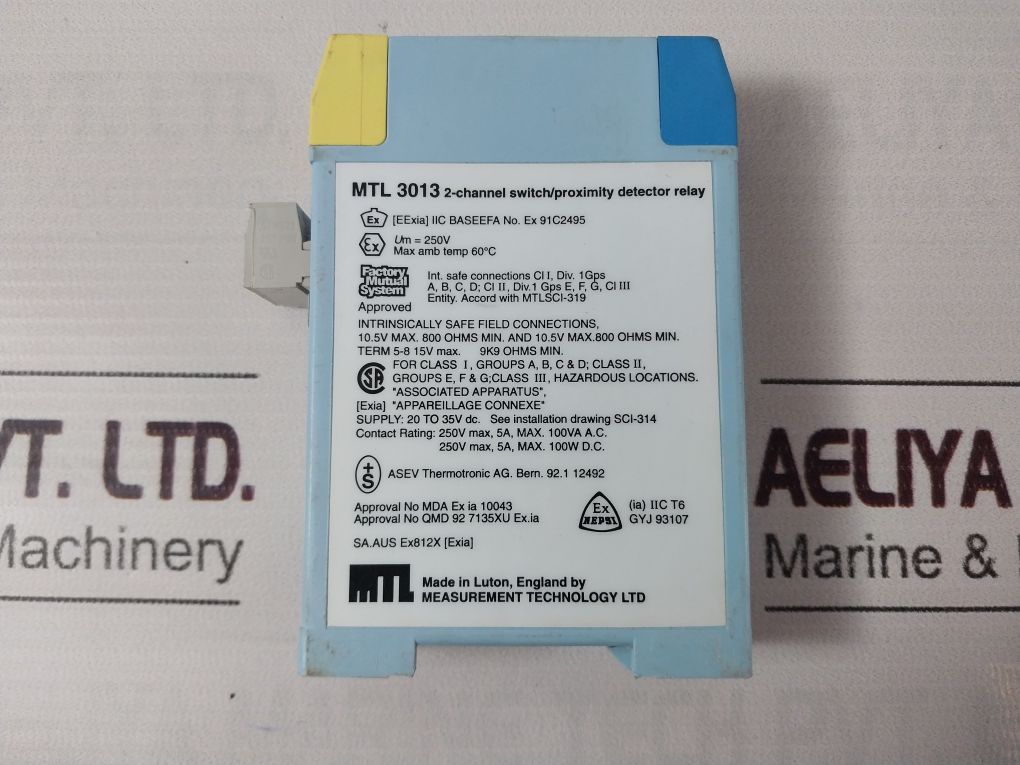 MTL 3013 2-channel switch/proximity detector relay
Ex [EExia] IIC BASEEFA No. Ex 91C2495
Ex Um = 250V
Max amb temp 60°C
Factory Mutual System
Approved
Int. safe connections Cl I, Div. 1Gps
A, B, C, D; Cl II, Div.1 Gps E, F, G, Cl III
Entity. Accord with MTLSCI-319
INTRINSICALLY SAFE FIELD CONNECTIONS,
10.5V MAX. 800 OHMS MIN. AND 10.5V MAX.800 OHMS MIN.
TERM 5-8 15V max. 9K9 OHMS MIN.
SA FOR CLASS I, GROUPS A, B, C & D; CLASS II,
GROUPS E, F & G;CLASS III, HAZARDOUS LOCATIONS.
"ASSOCIATED APPARATUS",
[Exia] "APPAREILLAGE CONNEXE"
SUPPLY: 20 TO 35V dc. See installation drawing SCI-314
Contact Rating: 250V max, 5A, MAX. 100VA A.C.
250V max, 5A, MAX. 100W D.C.
+S ASEV Thermotronic AG. Bern. 92.1 12492
Approval No MDA Ex ia 10043
Approval No QMD 92 7135XU Ex.ia
Ex NEPSI
(ia) IIC T6
GYJ 93107
SA.AUS Ex812X [Exia]
MTL Made in Luton, England by
MEASUREMENT TECHNOLOGY LTD
VT. LTD.
Machinery
AELIYA
Marine &